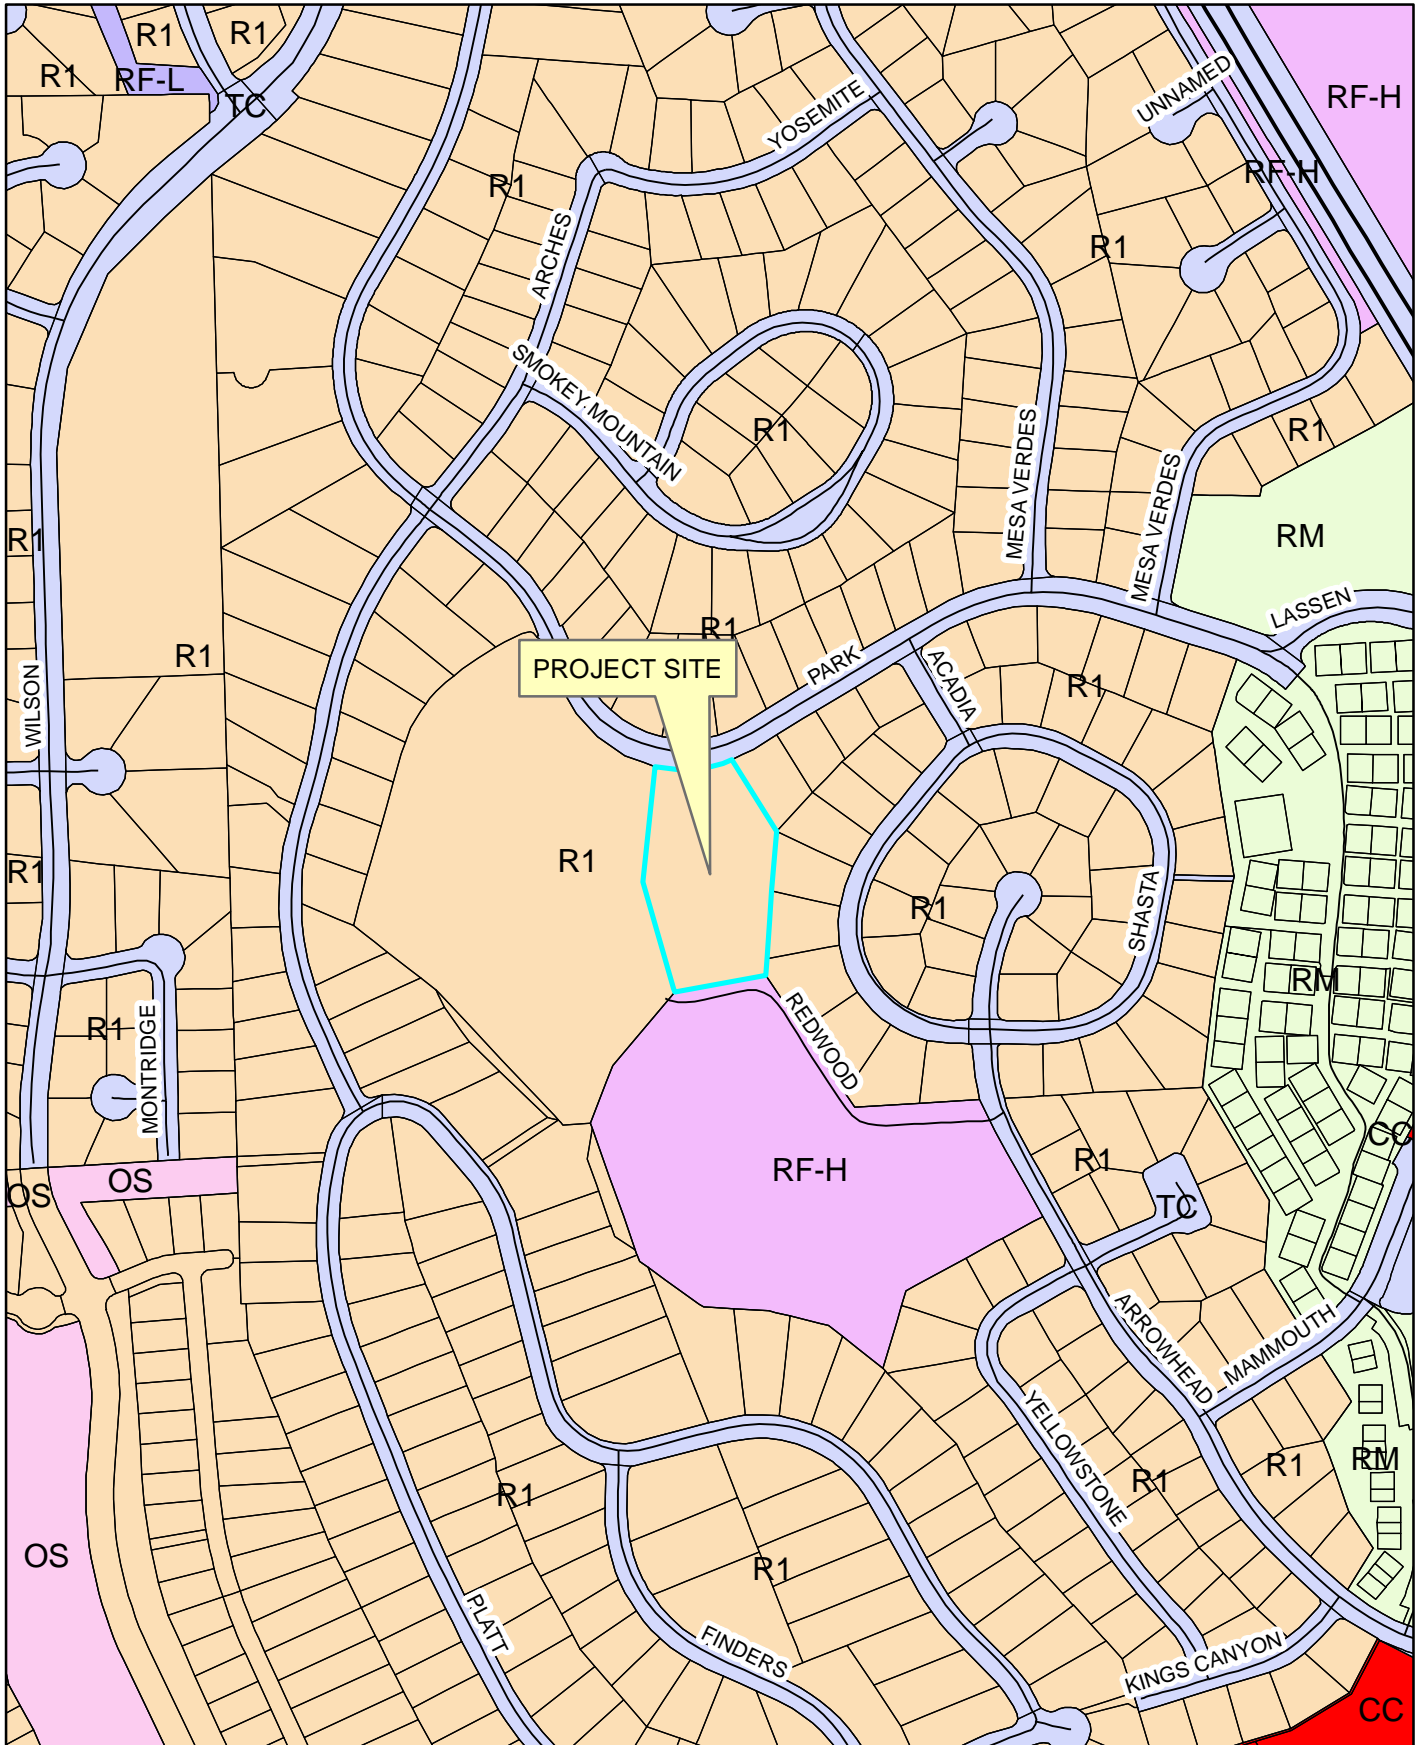 R1
R1
R1
RF-L
TC
RF-H
UNNAMED
YOSEMITE
RF-H
R1
ARCHES
R1
SMOKEY MOUNTAIN
R1
R1
MESA VERDES
MESA VERDES
R1
RM
LASSEN
R1
PROJECT SITE
PARK
ACADIA
R1
R1
WILSON
R1
R1
R1
SHASTA
RM
R1
MONTRIDGE
REDWOOD
CC
RF-H
R1
TC
OS
OS
ARROWHEAD
MAMMOUTH
YELLOWSTONE
R1
R1
RM
R1
OS
R1
PLATT
FINDERS
KINGS CANYON
CC